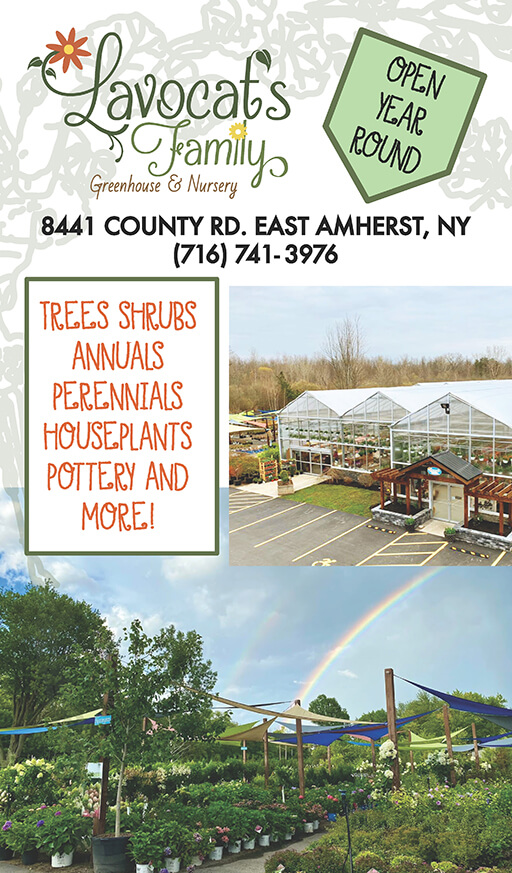 Lavocat's
Family
Greenhouse & Nursery
OPEN
YEAR
ROUND
8441 COUNTY RD. EAST AMHERST, NY
(716) 741-3976
TREES SHRUBS
ANNUALS
PERENNIALS
HOUSEPLANTS
POTTERY AND
MORE!